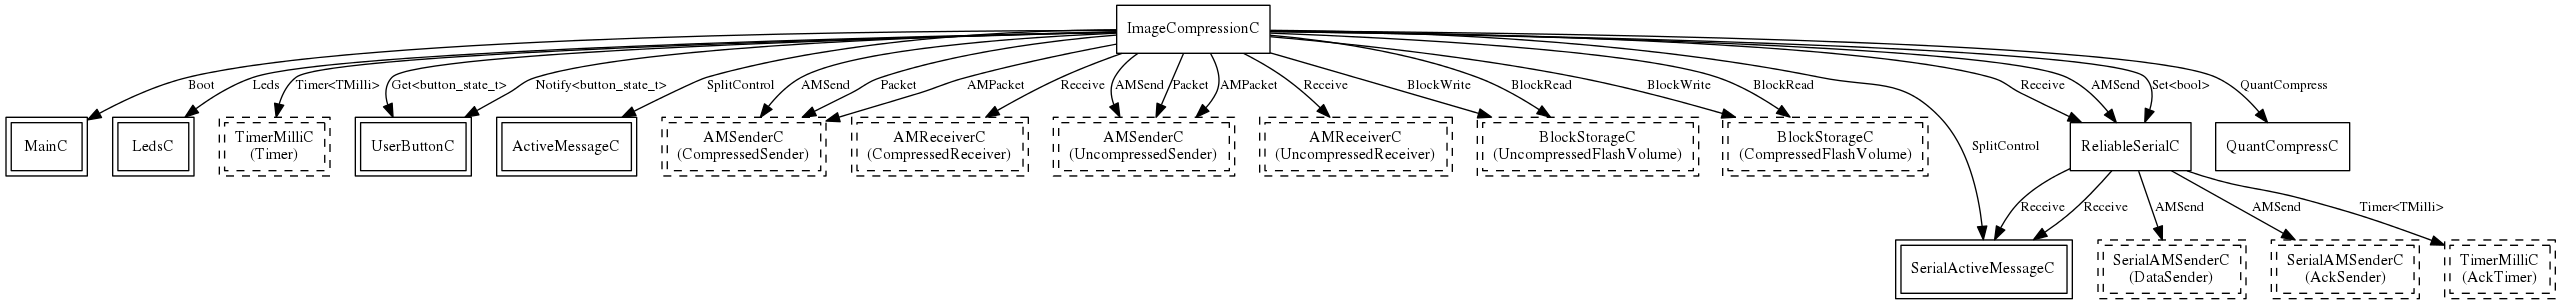 ImageCompressionC
Boot
Leds
Timer<TMilli>
Get<button_state_t>
Notify<button_state_t>
SplitControl
AMSend
Packet
AMPacket
Receive
AMSend
Packet
AMPacket
Receive
BlockWrite
BlockRead
BlockWrite
BlockRead
Receive
AMSend
Set<bool>
QuantCompress
MainC
LedsC
TimerMilliC
(Timer)
UserButtonC
ActiveMessageC
AMSenderC
(CompressedSender)
AMReceiverC
(CompressedReceiver)
AMSenderC
(UncompressedSender)
AMReceiverC
(UncompressedReceiver)
BlockStorageC
(UncompressedFlashVolume)
BlockStorageC
(CompressedFlashVolume)
SplitControl
ReliableSerialC
QuantCompressC
Receive
Receive
AMSend
AMSend
Timer<TMilli>
SerialActiveMessageC
SerialAMSenderC
(DataSender)
SerialAMSenderC
(AckSender)
TimerMilliC
(AckTimer)